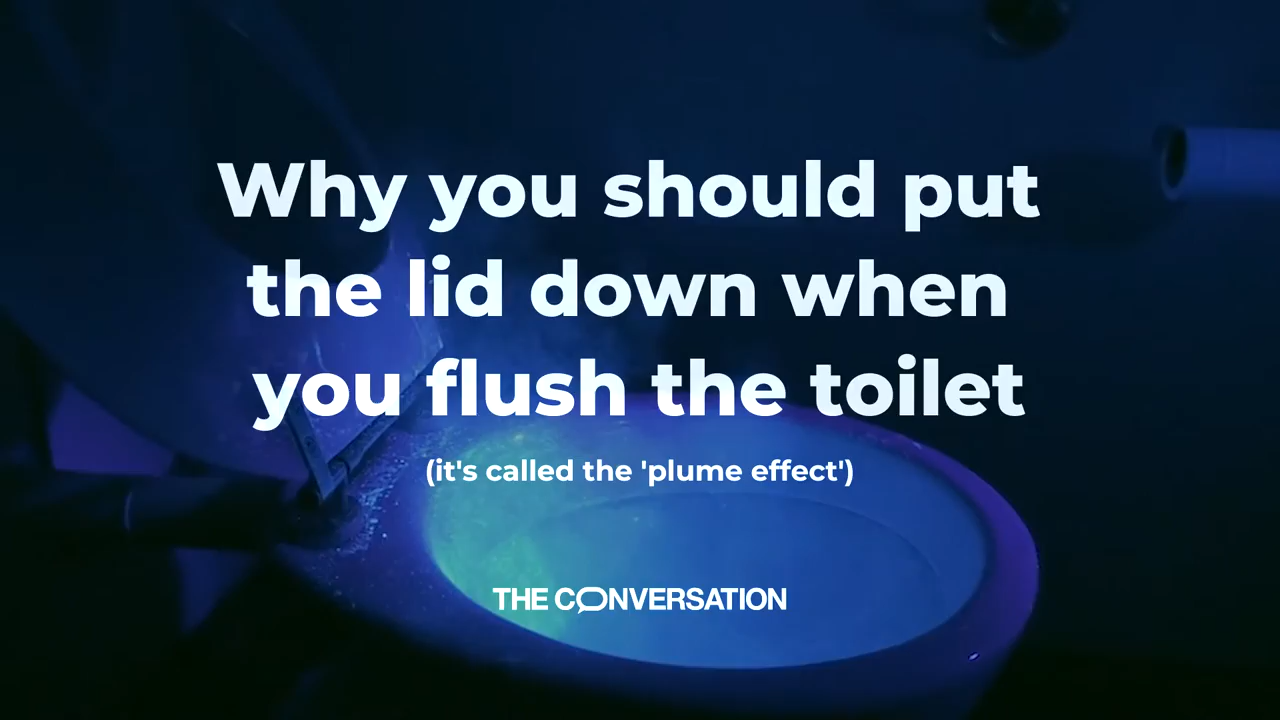 Why you should put
the lid down when
you flush the toilet
(it's called the 'plume effect')
THE CONVERSATION